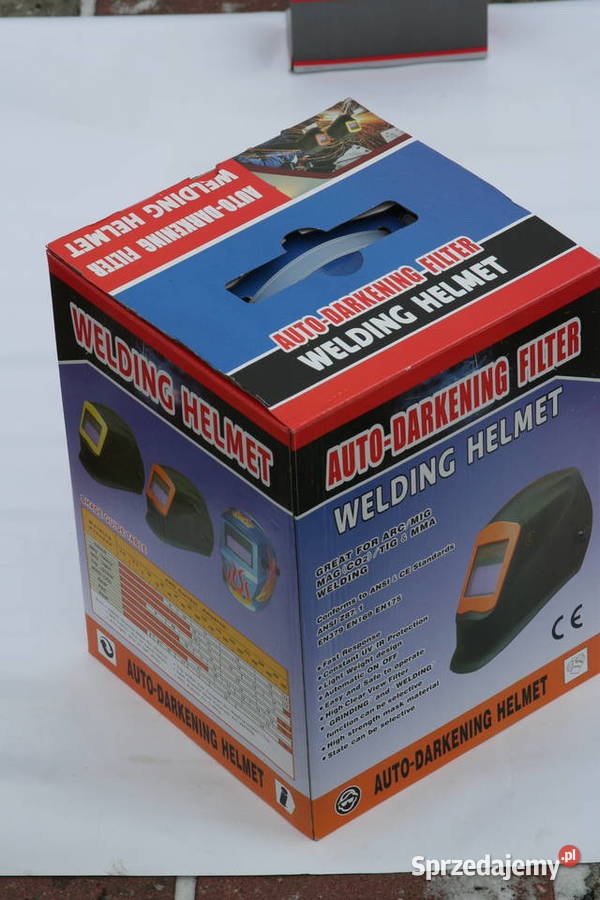 AUTO-DARKENING FILTER
WELDING HELMET
AUTO-DARKENING FILTER
WELDING HELMET
WELDING HELMET
SHADE GUIDE TABLE
AUTO-DARKENING HELMET
i
AUTO-DARKENING FILTER
WELDING HELMET
GREAT FOR ARC/MIG
MAG/CO2/TIG & MMA
WELDING
Conforms to ANSI & CE Standards
ANSI Z87.1
EN379 EN169 EN175
• Fast Response
• Constant UV IR Protection
• Light Weight design
• Automatic ON OFF
• Easy and Safe to operate
• High Clear View Filter
• "GRINDING" and "WELDING"
function can be selective
• High strength mask material
• State can be selective
CE
AUTO-DARKENING HELMET
Sprzedajemy.pl